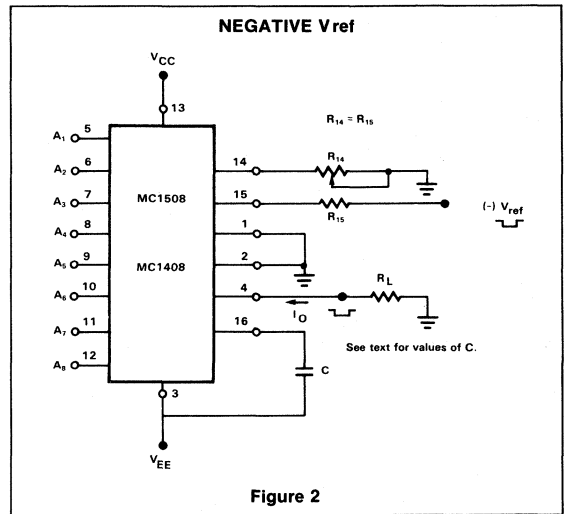 NEGATIVE Vref
VCC
13
R14 = R15
A1 5
A2 6
A3 7
A4 8
A5 9
A6 10
A7 11
A8 12
MC1508
MC1408
14
R14
15
R15
(-) Vref
1
2
4
IO
RL
16
See text for values of C.
C
3
VEE
Figure 2